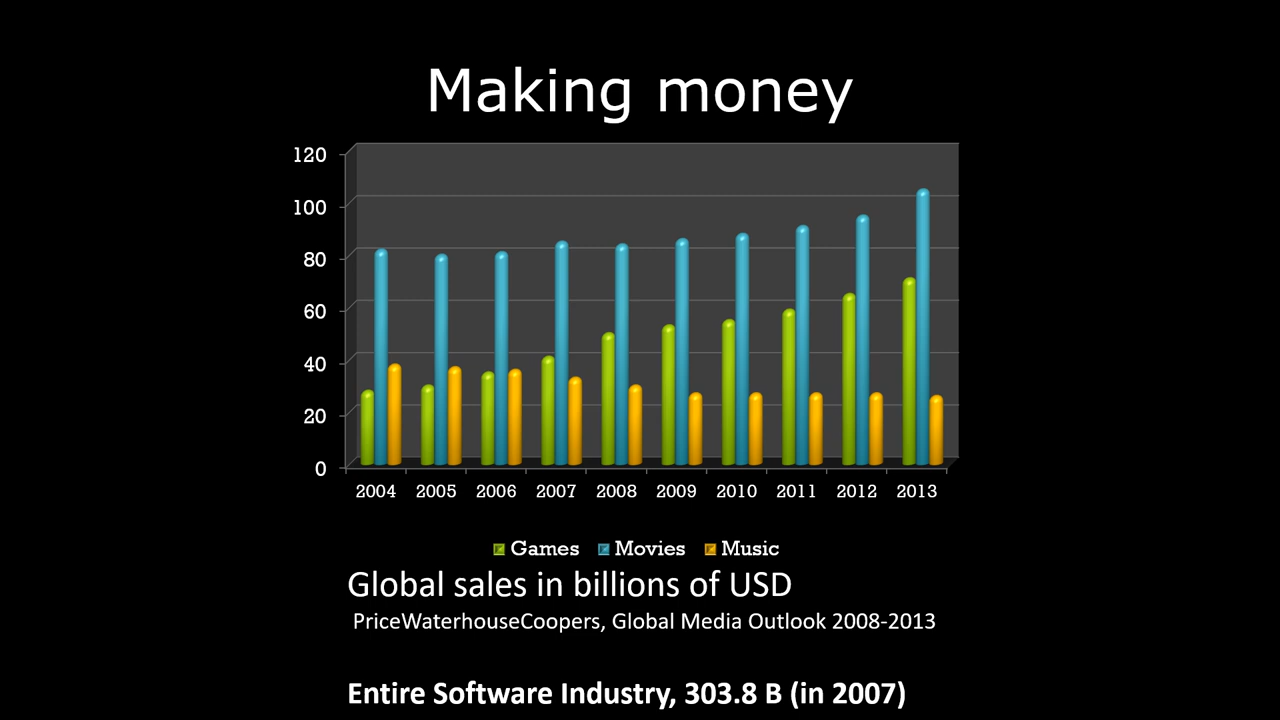 Making money
120
100
80
60
40
20
0
2004 2005 2006 2007 2008 2009 2010 2011 2012 2013
Games Movies Music
Global sales in billions of USD
PriceWaterhouseCoopers, Global Media Outlook 2008-2013
Entire Software Industry, 303.8 B (in 2007)